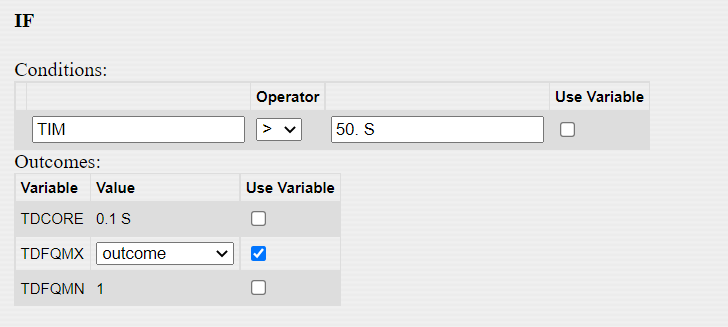 IF
Conditions:
Operator Use Variable
TIM > 50. S
Outcomes:
Variable Value Use Variable
TDCORE 0.1 S
TDFQMX outcome
TDFQMN 1